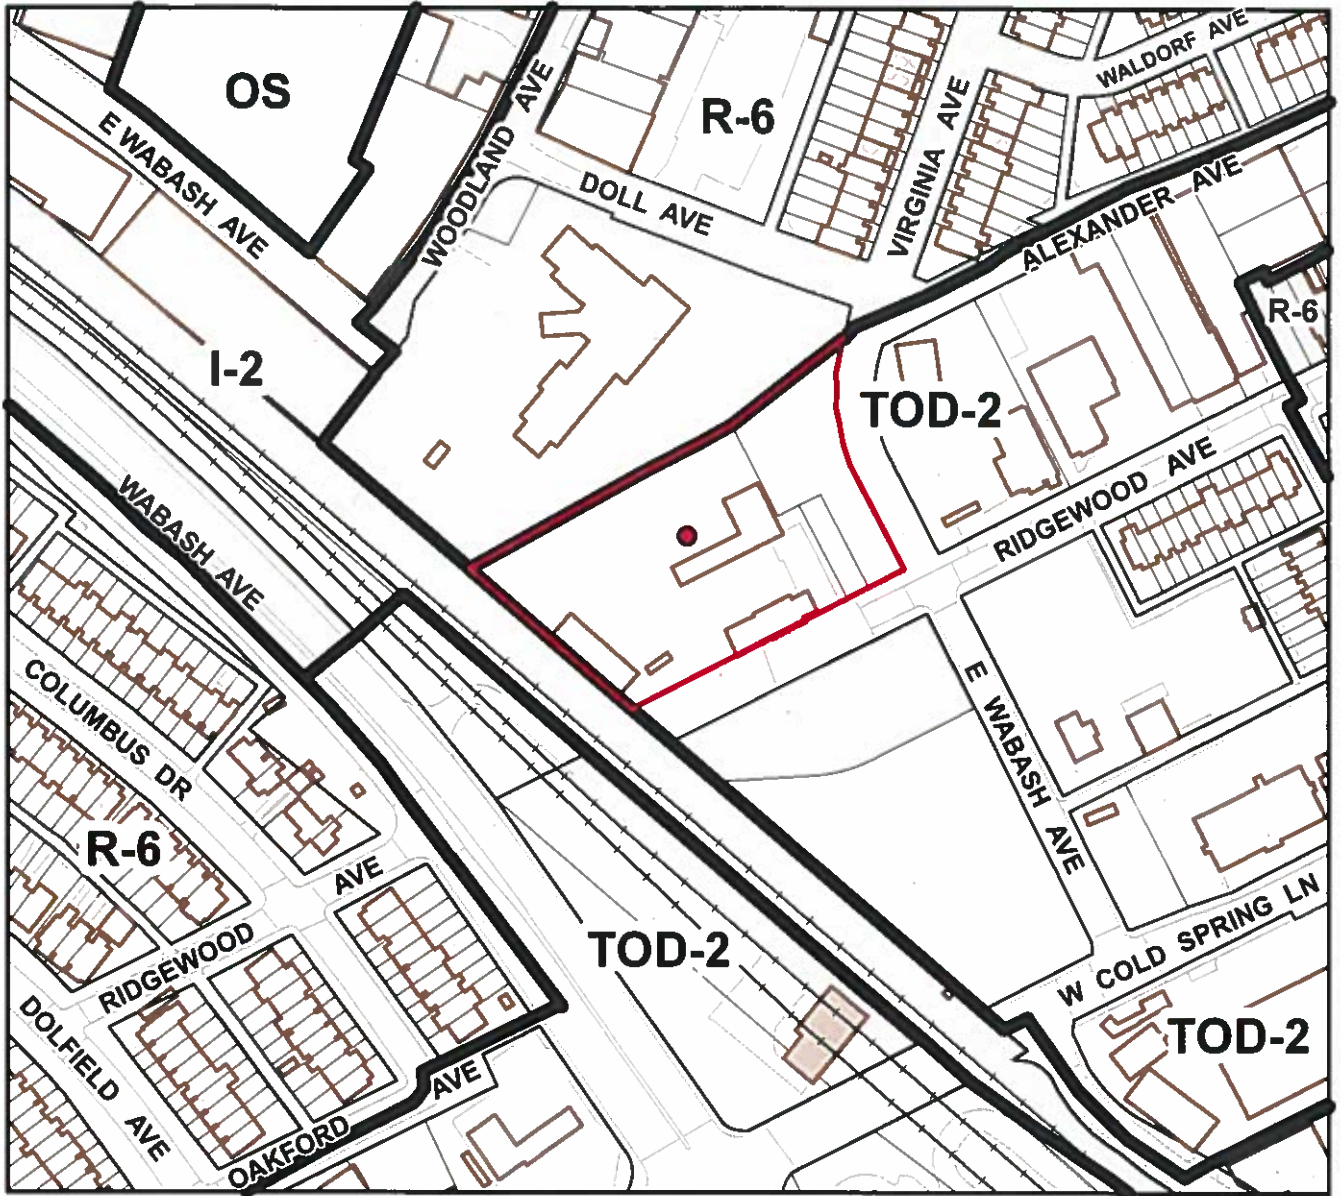 WALDORF AVE
OS
R-6
E WABASH AVE
WOODLAND AVE
DOLL AVE
VIRGINIA AVE
ALEXANDER AVE
R-6
I-2
TOD-2
WABASH AVE
RIDGEWOOD AVE
COLUMBUS DR
E WABASH AVE
R-6
AVE
RIDGEWOOD
TOD-2
W COLD SPRING LN
DOLFIELD AVE
TOD-2
AVE
OAKFORD